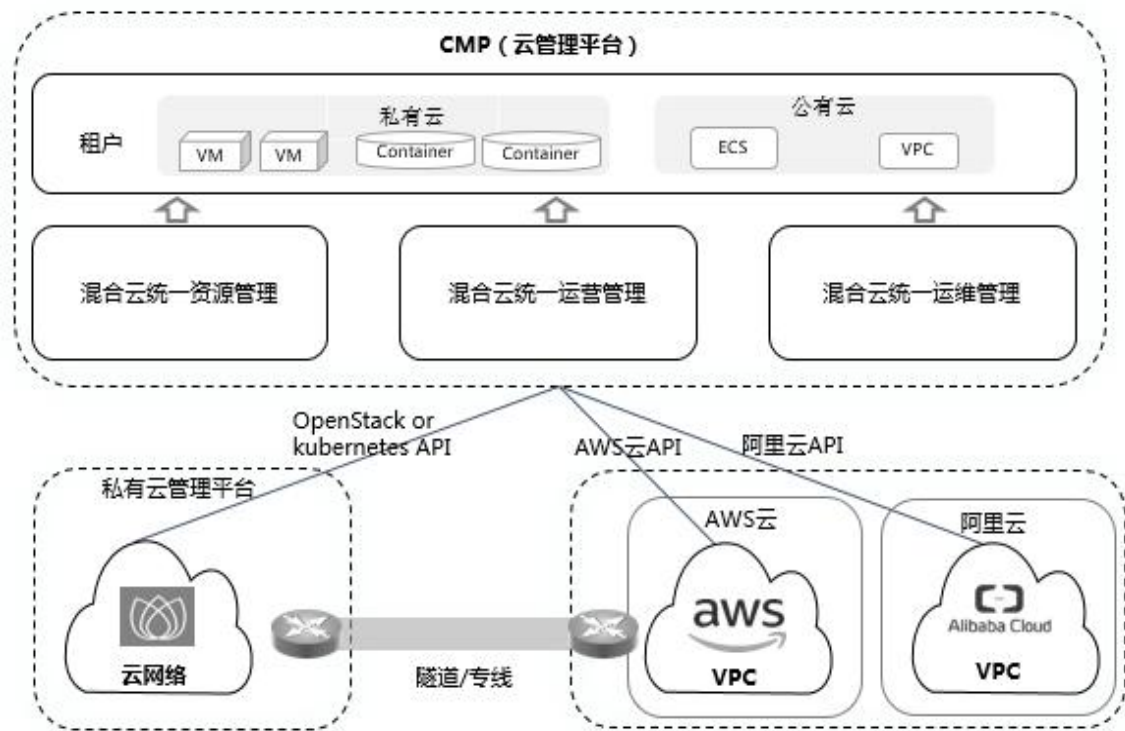 CMP（云管理平台）
租户
私有云
VM
VM
Container
Container
公有云
ECS
VPC
混合云统一资源管理
混合云统一运营管理
混合云统一运维管理
OpenStack or
kubernetes API
AWS云API
阿里云API
私有云管理平台
云网络
隧道/专线
AWS云
aws
VPC
阿里云
Alibaba Cloud
VPC